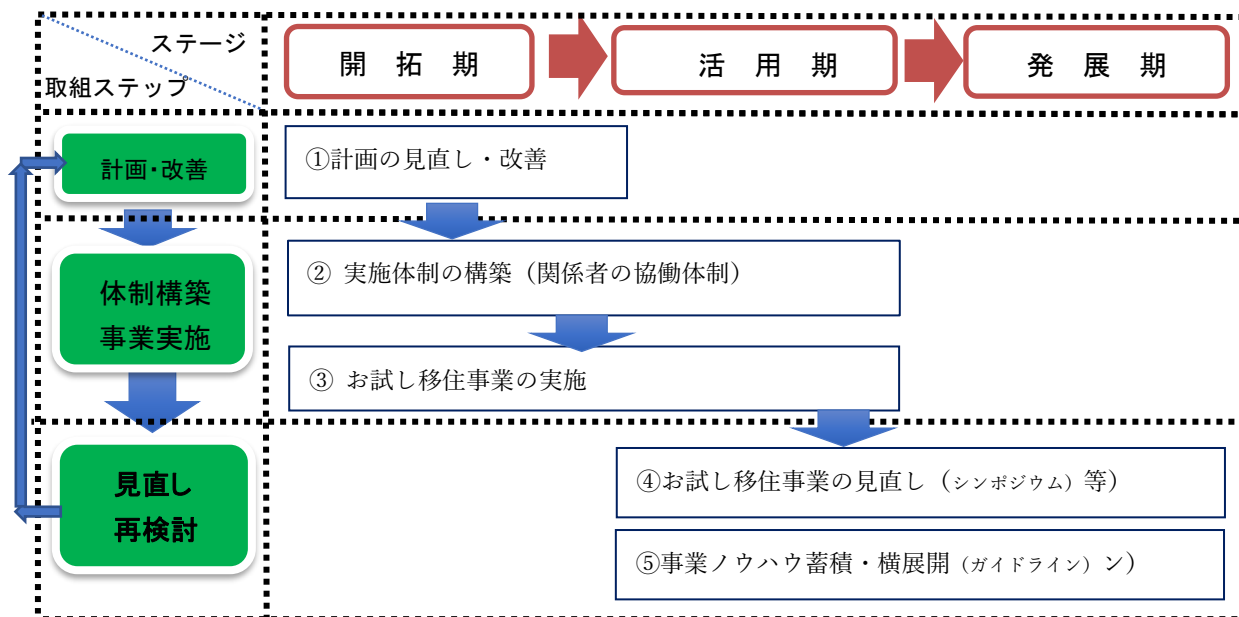 ステージ
取組ステップ
開　拓　期
活　用　期
発　展　期
計画・改善
①計画の見直し・改善
体制構築
事業実施
② 実施体制の構築（関係者の協働体制）
③ お試し移住事業の実施
見直し
再検討
④お試し移住事業の見直し（シンポジウム）等）
⑤事業ノウハウ蓄積・横展開（ガイドライン）ン）